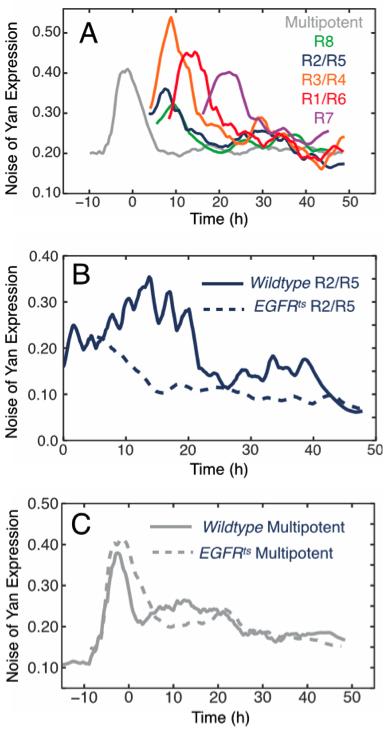 A
Multipotent
R8
R2/R5
R3/R4
R1/R6
R7
Noise of Yan Expression
0.50
0.40
0.30
0.20
0.10
−10 0 10 20 30 40 50
Time (h)
B
Wildtype R2/R5
EGFRts R2/R5
Noise of Yan Expression
0.40
0.30
0.20
0.10
0.0
0 10 20 30 40 50
Time (h)
C
Wildtype Multipotent
EGFRts Multipotent
Noise of Yan Expression
0.50
0.40
0.30
0.20
0.10
−10 0 10 20 30 40 50
Time (h)